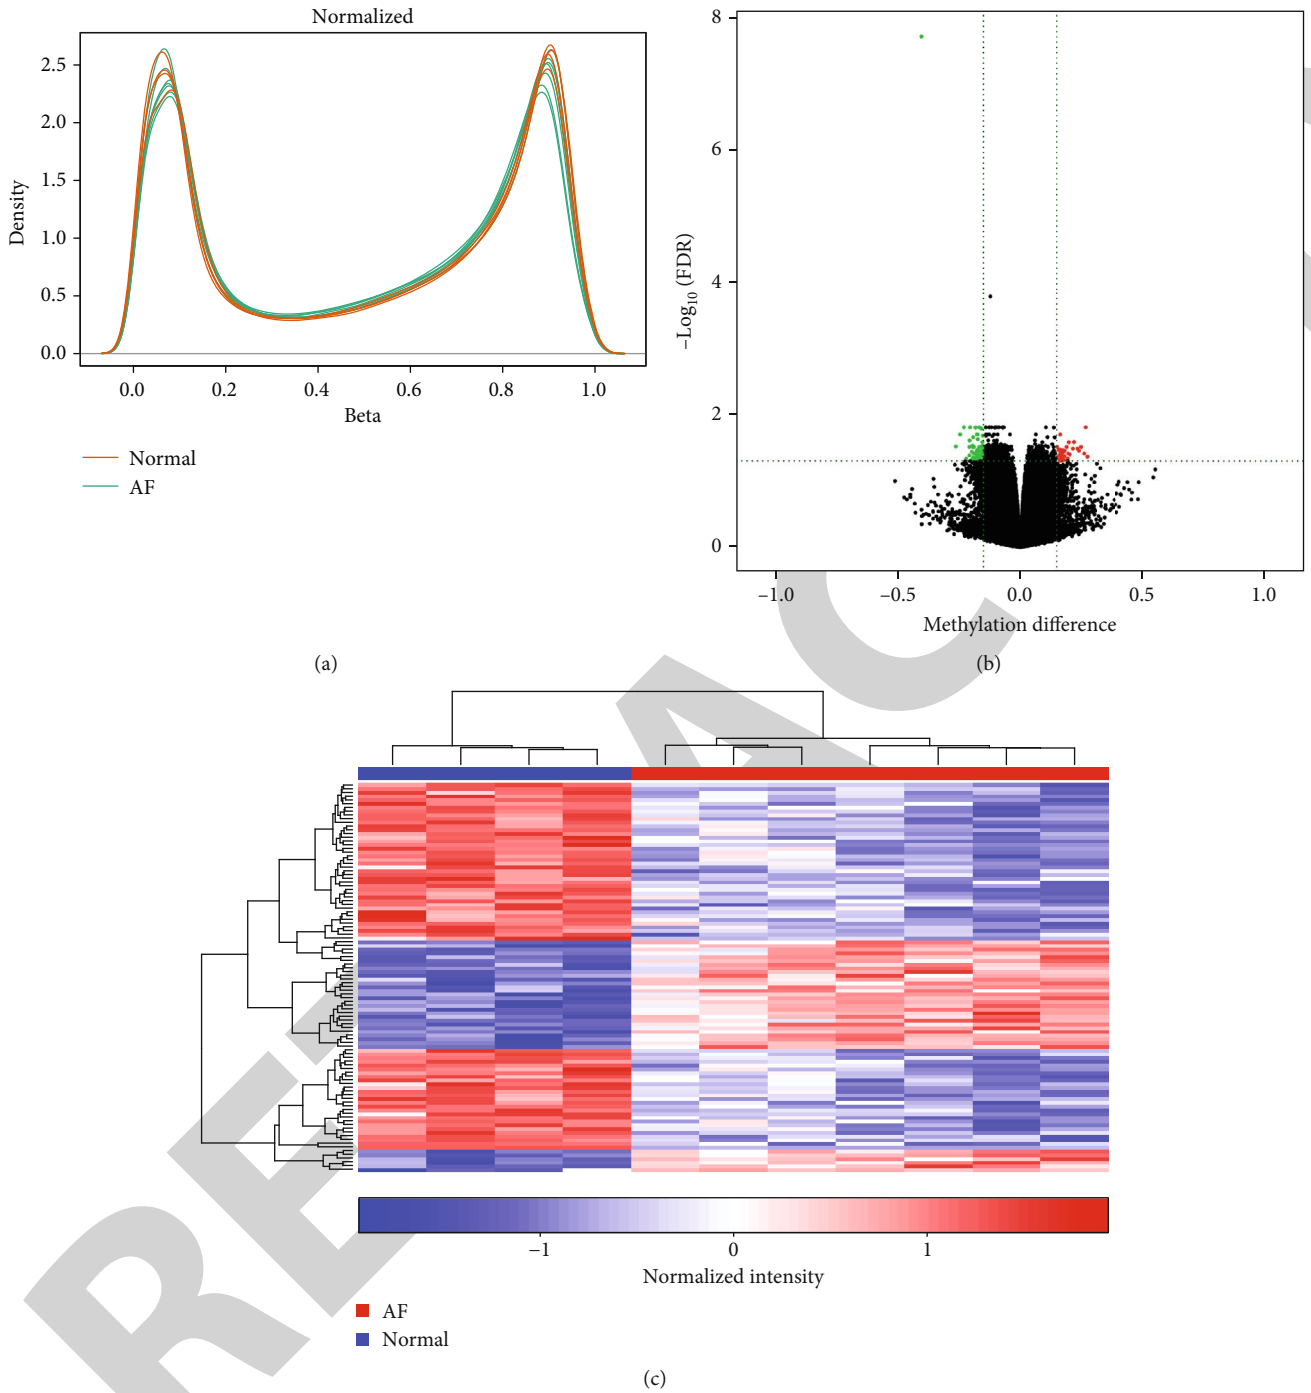 Normalized
2.5
2.0
1.5
1.0
0.5
0.0
Density
0.0 0.2 0.4 0.6 0.8 1.0
Beta
Normal
AF
(a)
8
6
4
2
0
−Log10 (FDR)
−1.0 −0.5 0.0 0.5 1.0
Methylation difference
(b)
−1 0 1
Normalized intensity
AF
Normal
(c)